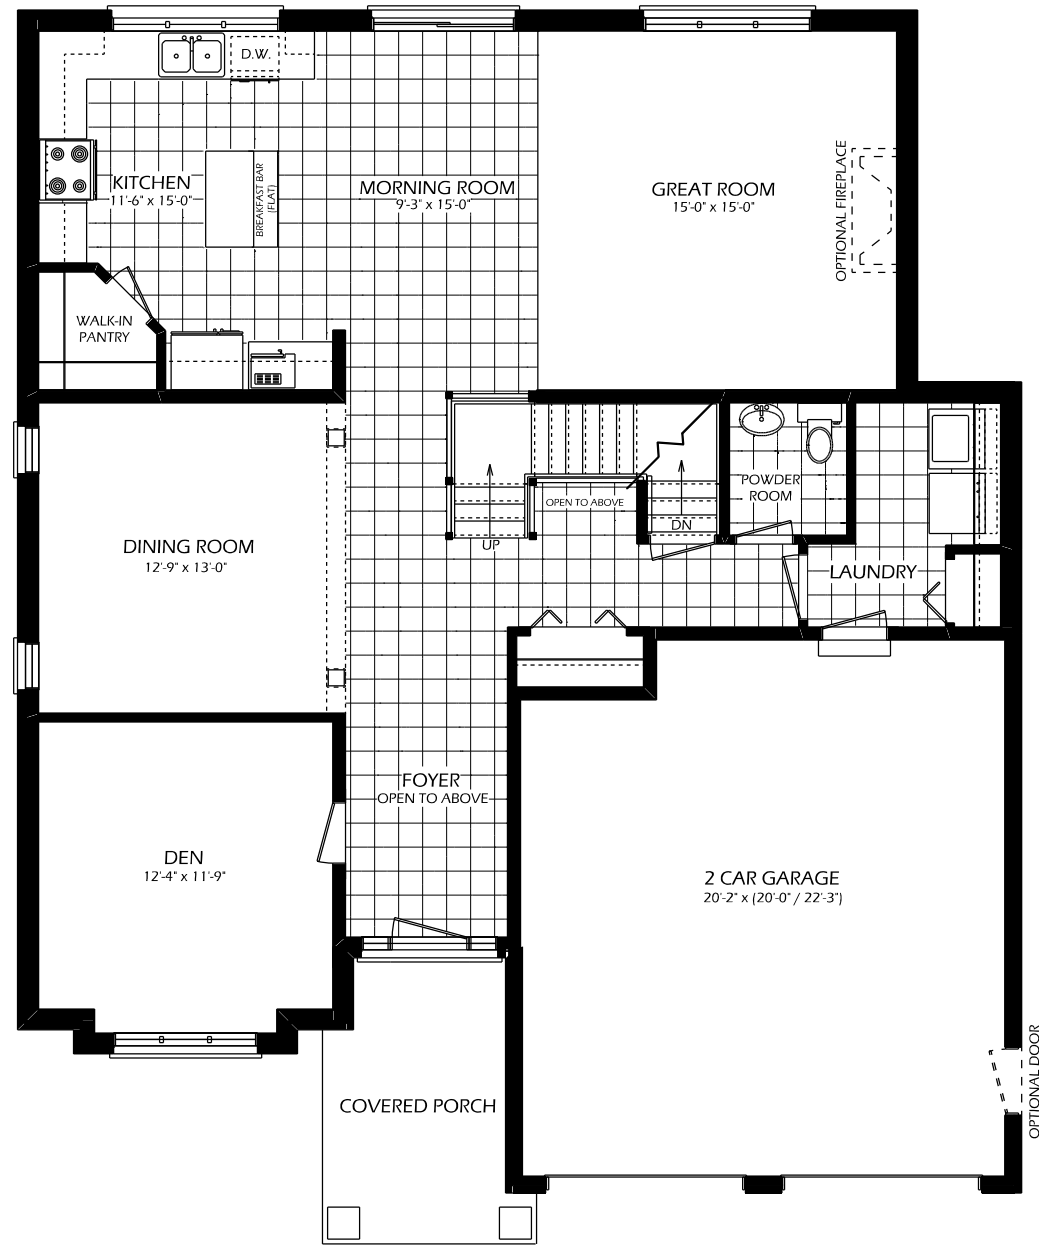 D.W.
KITCHEN
11'-6" x 15'-0"
BREAKFAST BAR
(FLAT)
MORNING ROOM
9'-3" x 15'-0"
GREAT ROOM
15'-0" x 15'-0"
OPTIONAL FIREPLACE
WALK-IN
PANTRY
POWDER
ROOM
OPEN TO ABOVE
DN
UP
DINING ROOM
12'-9" x 13'-0"
LAUNDRY
FOYER
OPEN TO ABOVE
DEN
12'-4" x 11'-9"
2 CAR GARAGE
20'-2" x (20'-0" / 22'-3")
OPTIONAL DOOR
COVERED PORCH